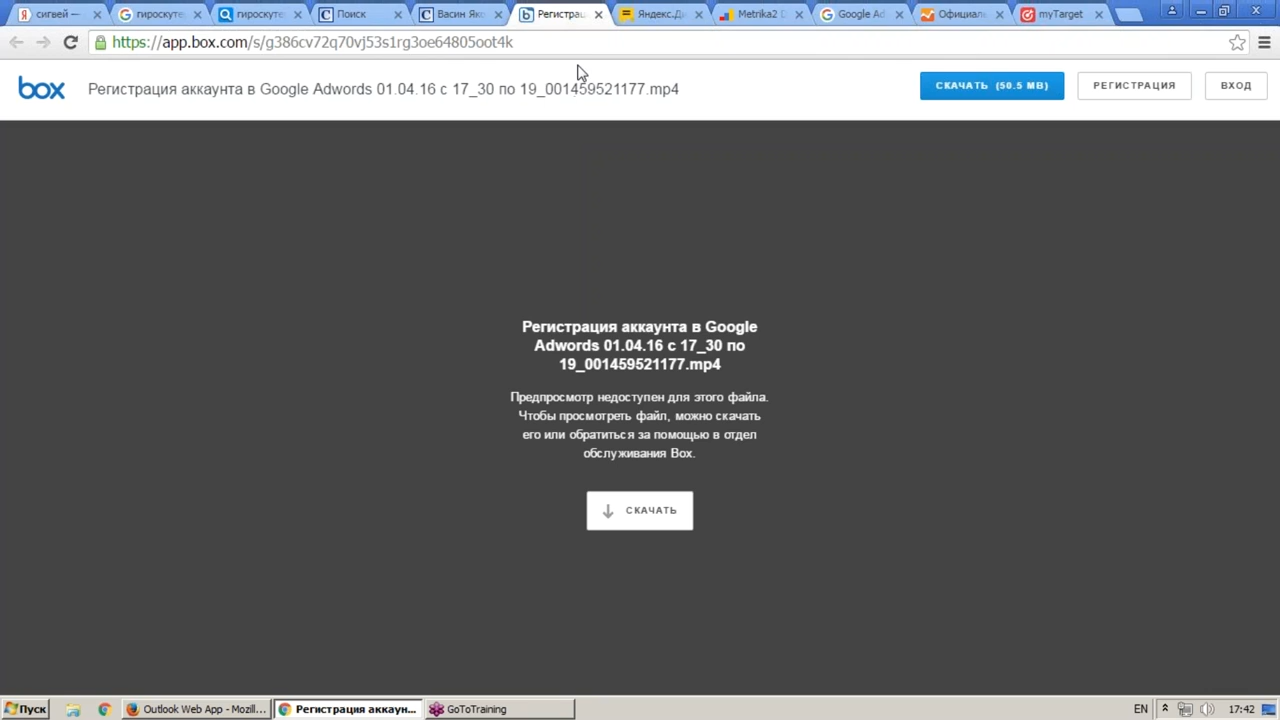 сигвей —
гироскуте
гироскуте
Поиск
Васин Яко
Регистрац
Яндекс.Ди
Metrika2
Google Ad
Официаль
myTarget
https://app.box.com/s/g386cv72q70vj53s1rg3oe64805oot4k
box
Регистрация аккаунта в Google Adwords 01.04.16 с 17_30 по 19_001459521177.mp4
СКАЧАТЬ (50.5 MB)
РЕГИСТРАЦИЯ
ВХОД
Регистрация аккаунта в Google
Adwords 01.04.16 с 17_30 по
19_001459521177.mp4
Предпросмотр недоступен для этого файла.
Чтобы просмотреть файл, можно скачать
его или обратиться за помощью в отдел
обслуживания Box.
СКАЧАТЬ
Пуск
Outlook Web App - Mozill...
Регистрация аккаун...
GoToTraining
EN
17:42